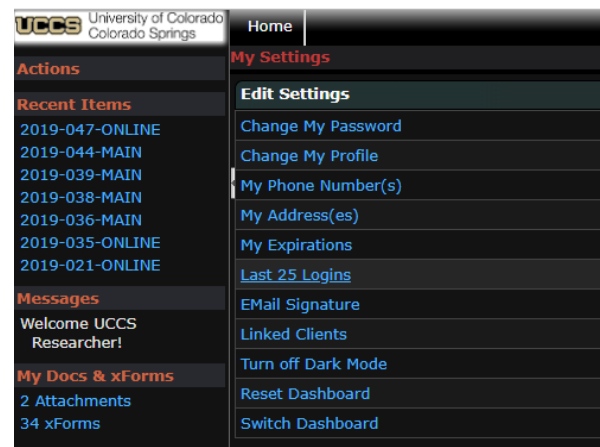 UCCS University of Colorado
Colorado Springs
Home
Actions
Recent Items
2019-047-ONLINE
2019-044-MAIN
2019-039-MAIN
2019-038-MAIN
2019-036-MAIN
2019-035-ONLINE
2019-021-ONLINE
Messages
Welcome UCCS
Researcher!
My Docs & xForms
2 Attachments
34 xForms
My Settings
Edit Settings
Change My Password
Change My Profile
My Phone Number(s)
My Address(es)
My Expirations
Last 25 Logins
EMail Signature
Linked Clients
Turn off Dark Mode
Reset Dashboard
Switch Dashboard